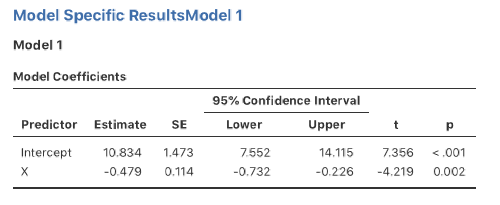 Model Specific ResultsModel 1
Model 1
Model Coefficients
95% Confidence Interval
Predictor Estimate SE Lower Upper t p
Intercept 10.834 1.473 7.552 14.115 7.356 < .001
X -0.479 0.114 -0.732 -0.226 -4.219 0.002